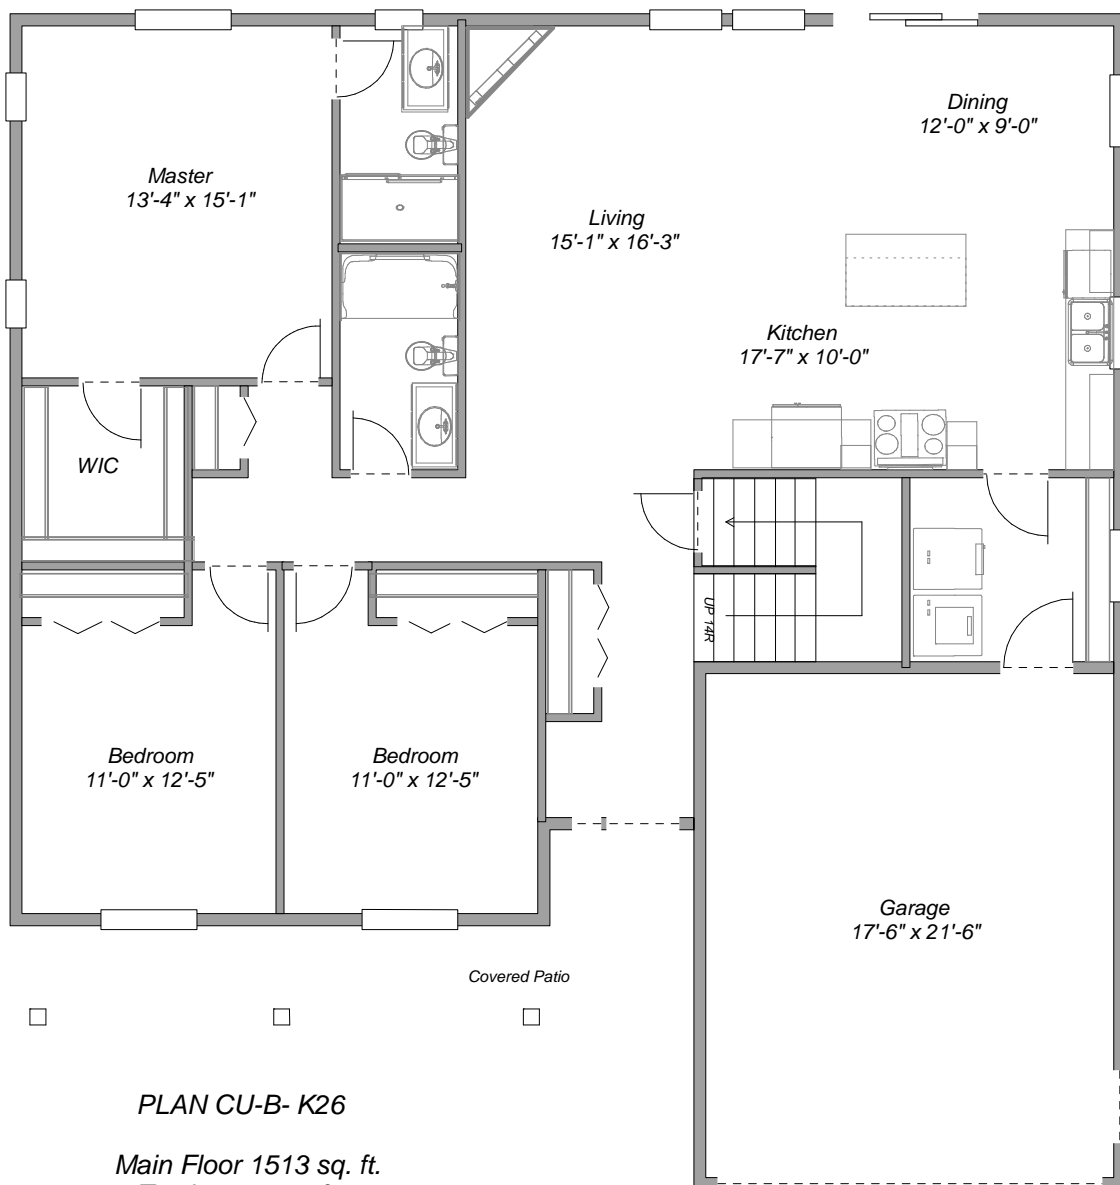 Dining
12'-0" x 9'-0"
Master
13'-4" x 15'-1"
Living
15'-1" x 16'-3"
Kitchen
17'-7" x 10'-0"
WIC
UP 14R
Bedroom
11'-0" x 12'-5"
Bedroom
11'-0" x 12'-5"
Garage
17'-6" x 21'-6"
Covered Patio
PLAN CU-B- K26
Main Floor 1513 sq. ft.